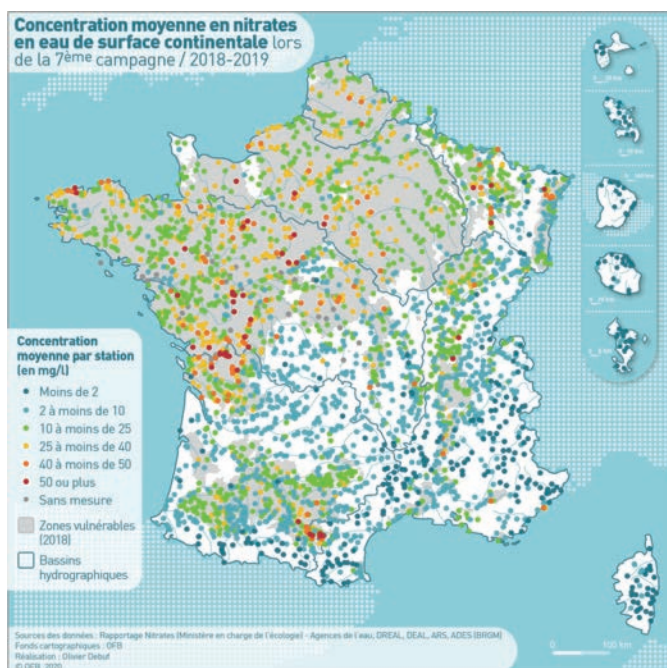 Concentration moyenne en nitrates
en eau de surface continentale lors
de la 7ème campagne / 2018-2019
Concentration
moyenne par station
(en mg/l)
Moins de 2
2 à moins de 10
10 à moins de 25
25 à moins de 40
40 à moins de 50
50 ou plus
Sans mesure
Zones vulnérables
(2018)
Bassins
hydrographiques
Sources des données : Rapportage Nitrates (Ministère en charge de l'écologie) - Agences de l'eau, DREAL, DEAL, ARS, ADES (BRGM)
Fonds cartographiques : OFB
Réalisation : Olivier Debuf
© OFB, 2020
0 100 km